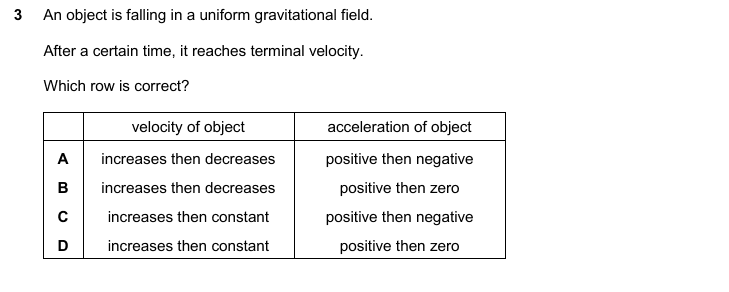 3 An object is falling in a uniform gravitational field.
After a certain time, it reaches terminal velocity.
Which row is correct?
velocity of object acceleration of object
A increases then decreases positive then negative
B increases then decreases positive then zero
C increases then constant positive then negative
D increases then constant positive then zero